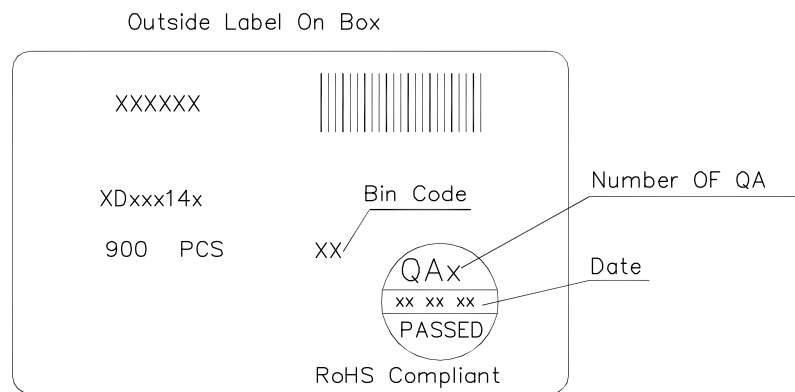 Outside Label On Box
XXXXXX
XDxxx14x
Bin Code
Number OF QA
900 PCS
XX
QAx
Date
xx xx xx
PASSED
RoHS Compliant